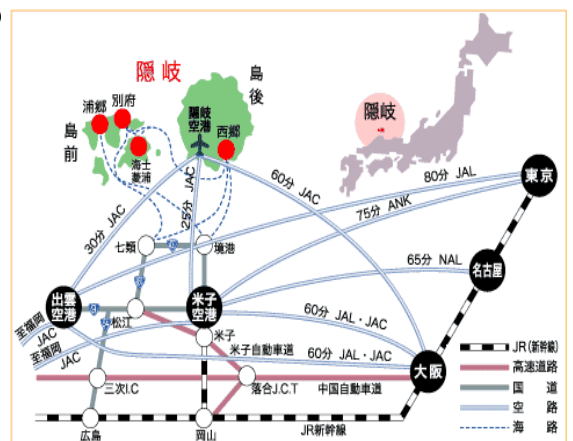 隠岐
島後
浦郷
別府
島前
海士
菱浦
隠岐
空港
西郷
隠岐
東京
80分 JAL
60分 JAC
75分 ANK
25分 JAC
30分 JAC
七類
境港
65分 NAL
名古屋
出雲
空港
9
松江
米子
空港
60分 JAL・JAC
米子
至福岡
JAC
至福岡
JAC
米子自動車道
60分 JAL・JAC
大阪
三次I.C
落合J.C.T
中国自動車道
広島
岡山
JR新幹線
JR(新幹線)
高速道路
国道
空路
海路